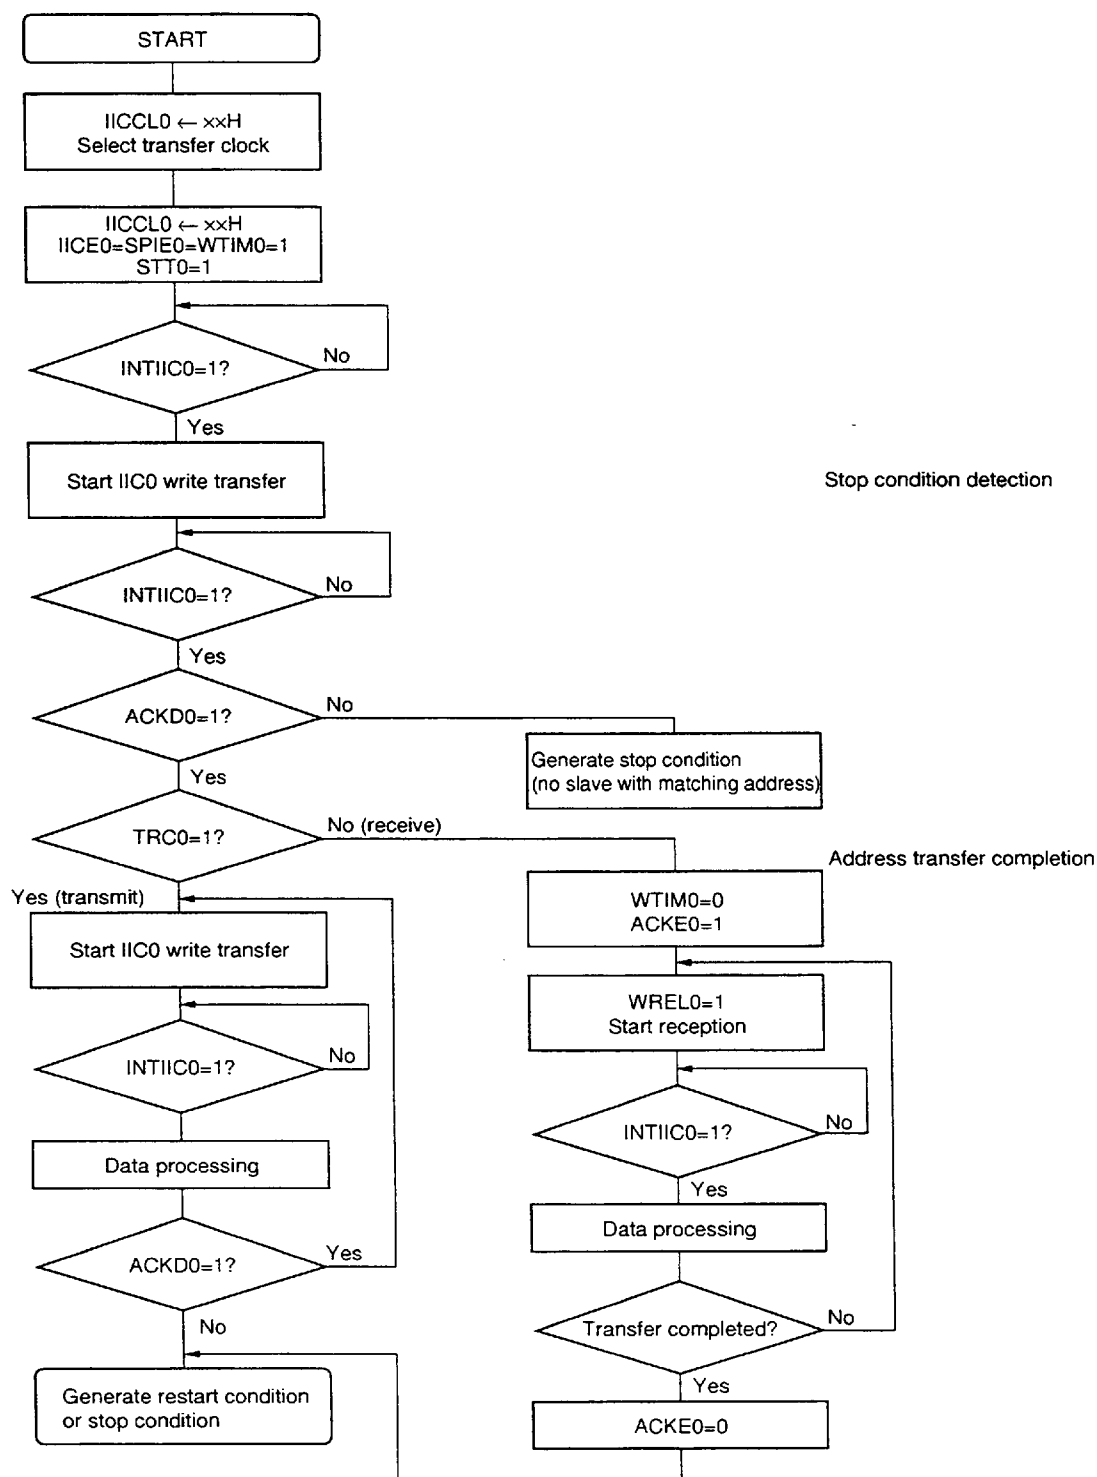 START
IICCL0 ← ××H
Select transfer clock
IICCL0 ← ××H
IICE0=SPIE0=WTIM0=1
STT0=1
INTIIC0=1?
No
Yes
Start IIC0 write transfer
Stop condition detection
INTIIC0=1?
No
Yes
ACKD0=1?
No
Generate stop condition
(no slave with matching address)
Yes
TRC0=1?
No (receive)
Address transfer completion
Yes (transmit)
WTIM0=0
ACKE0=1
Start IIC0 write transfer
WREL0=1
Start reception
INTIIC0=1?
No
INTIIC0=1?
No
Yes
Data processing
Data processing
ACKD0=1?
Yes
No
Transfer completed?
No
Yes
Generate restart condition
or stop condition
ACKE0=0